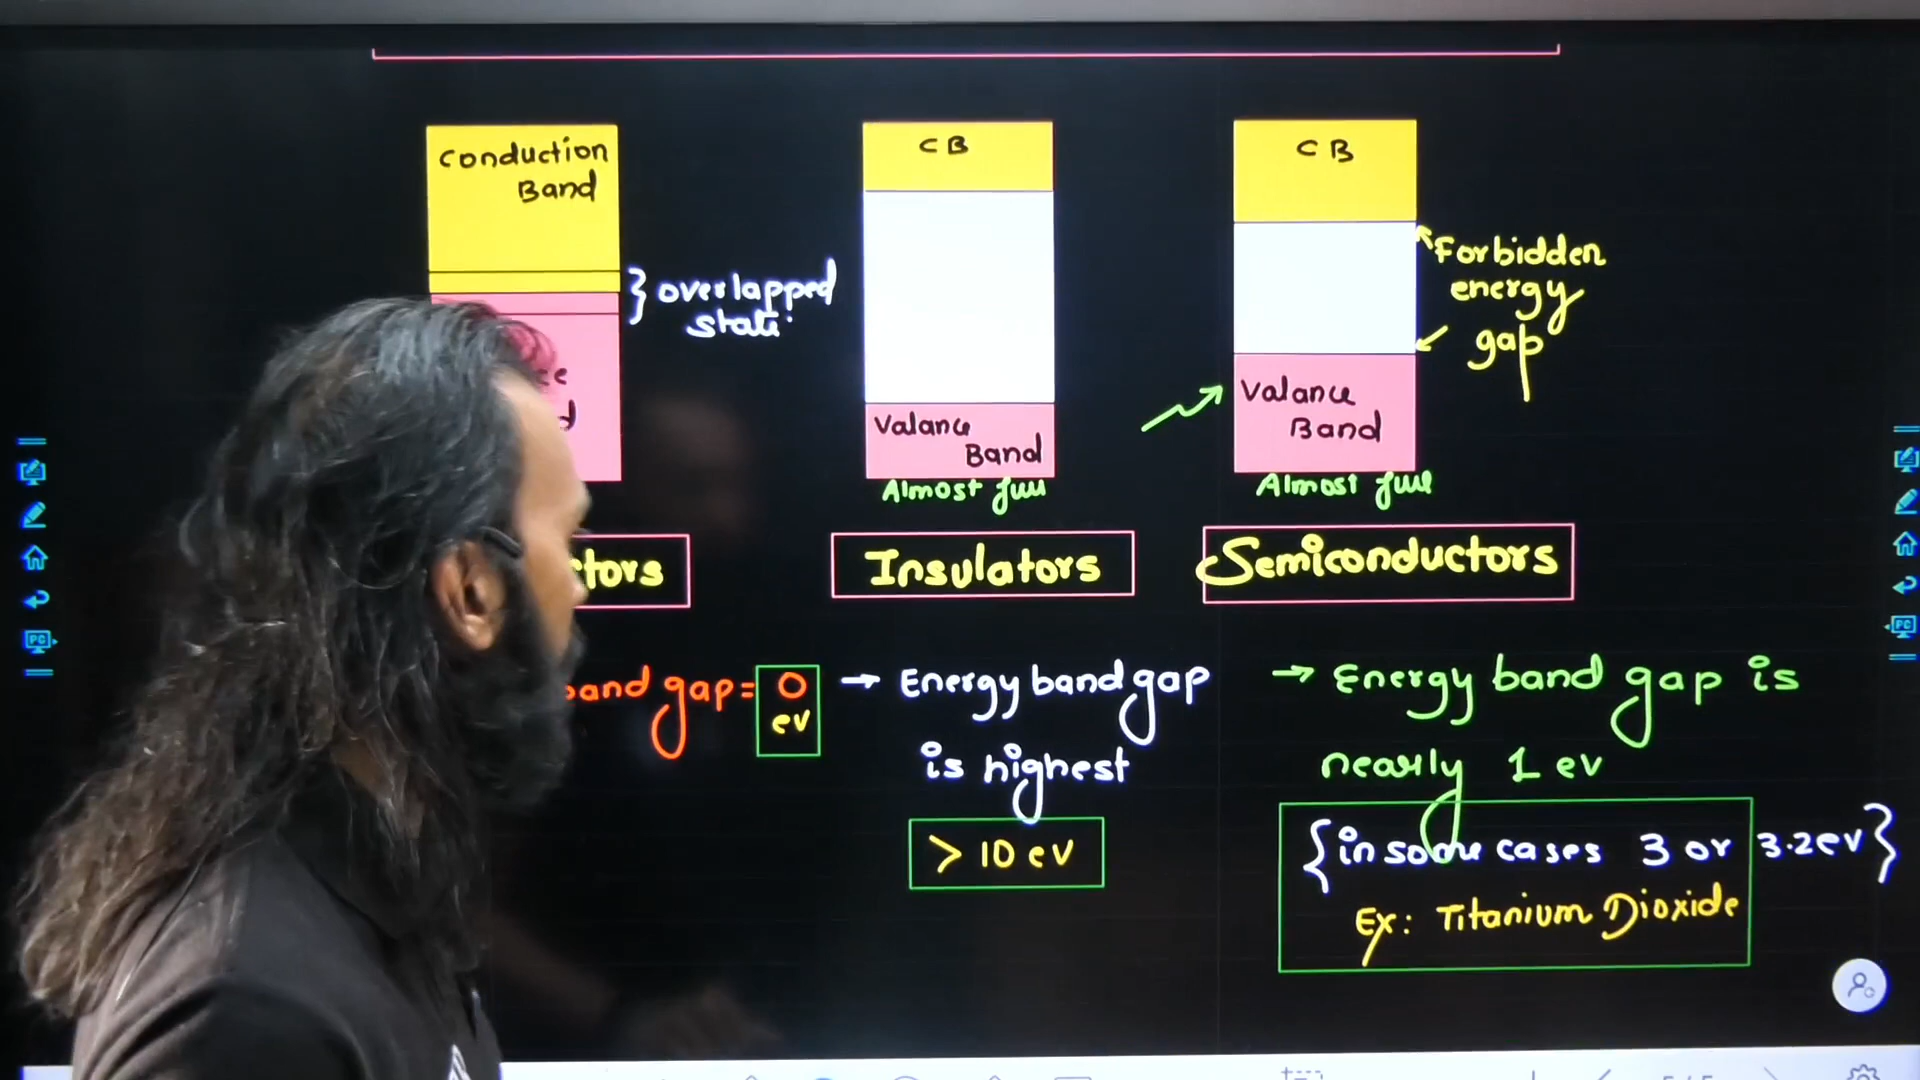 Conduction
Band
} overlapped
state
CB
Valance
Band
Almost full
CB
Forbidden
energy
gap
Valance
Band
Almost full
Insulators
Semiconductors
band gap = 0
ev
→ Energy band gap
is highest
> 10 ev
→ Energy band gap is
nearly 1 ev
{in some cases 3 or 3.2ev}
Ex: Titanium Dioxide
PC
PC